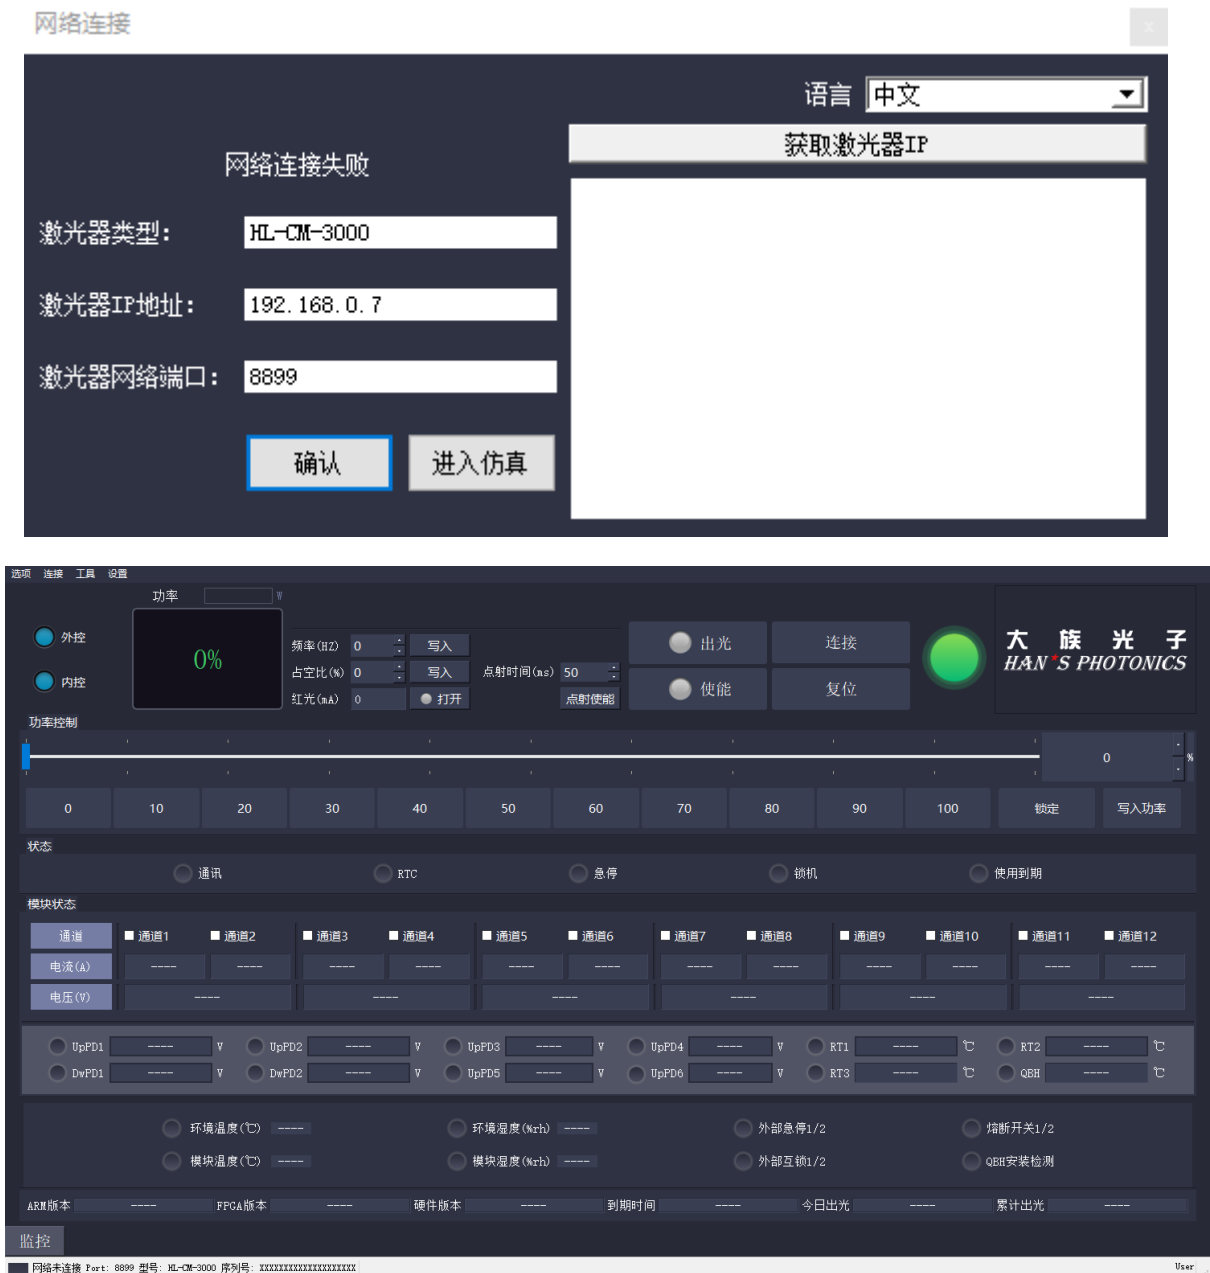 网络连接
x
语言 中文
获取激光器IP
网络连接失败
激光器类型： HL-CM-3000
激光器IP地址： 192.168.0.7
激光器网络端口： 8899
确认 进入仿真
选项 连接 工具 设置
功率 W
外控
内控
0%
频率(HZ) 0 写入
占空比(%) 0 写入 点射时间(ms) 50
红光(mA) 0 打开 点射使能
出光 连接
使能 复位
大族光子
HAN*S PHOTONICS
功率控制
0 %
0 10 20 30 40 50 60 70 80 90 100 锁定 写入功率
状态
通讯 RTC 急停 锁机 使用到期
模块状态
通道 通道1 通道2 通道3 通道4 通道5 通道6 通道7 通道8 通道9 通道10 通道11 通道12
电流(A) ---- ---- ---- ---- ---- ---- ---- ---- ---- ---- ---- ----
电压(V) ---- ---- ---- ---- ---- ----
UpPD1 ---- V UpPD2 ---- V UpPD3 ---- V UpPD4 ---- V RT1 ---- ℃ RT2 ---- ℃
DwPD1 ---- V DwPD2 ---- V UpPD5 ---- V UpPD6 ---- V RT3 ---- ℃ QBH ---- ℃
环境温度(℃) ---- 环境湿度(%rh) ---- 外部急停1/2 熔断开关1/2
模块温度(℃) ---- 模块湿度(%rh) ---- 外部互锁1/2 QBH安装检测
ARM版本 ---- FPGA版本 ---- 硬件版本 ---- 到期时间 ---- 今日出光 ---- 累计出光 ----
监控
网络未连接 Port: 8899 型号: HL-CM-3000 序列号: XXXXXXXXXXXXXXXXXXXX User